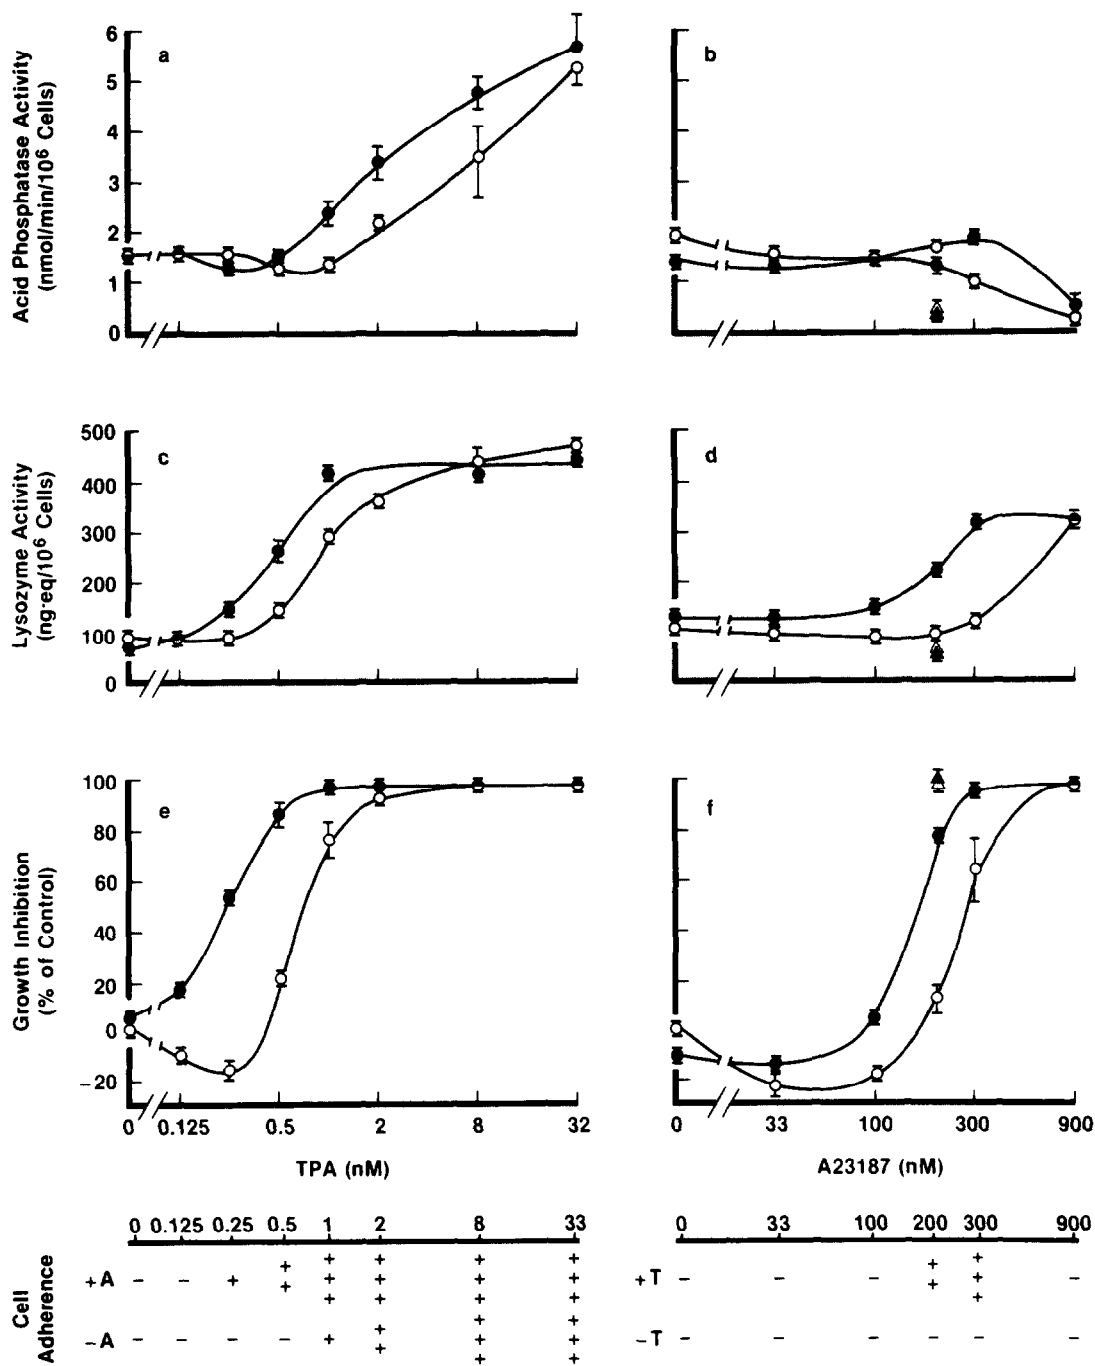 Acid Phosphatase Activity
(nmol/min/10⁶ Cells)
6
5
4
3
2
1
0
a
b
Lysozyme Activity
(ng·eq/10⁶ Cells)
500
400
300
200
100
0
c
d
Growth Inhibition
(% of Control)
100
80
60
40
20
0
−20
e
f
0 0.125 0.5 2 8 32
TPA (nM)
0 33 100 300 900
A23187 (nM)
Cell
Adherence
0 0.125 0.25 0.5 1 2 8 33
+A − − + ++ +++ +++ +++ +++
−A − − − − + ++ +++ +++
0 33 100 200 300 900
+T − − − ++ +++ −
−T − − − − − −